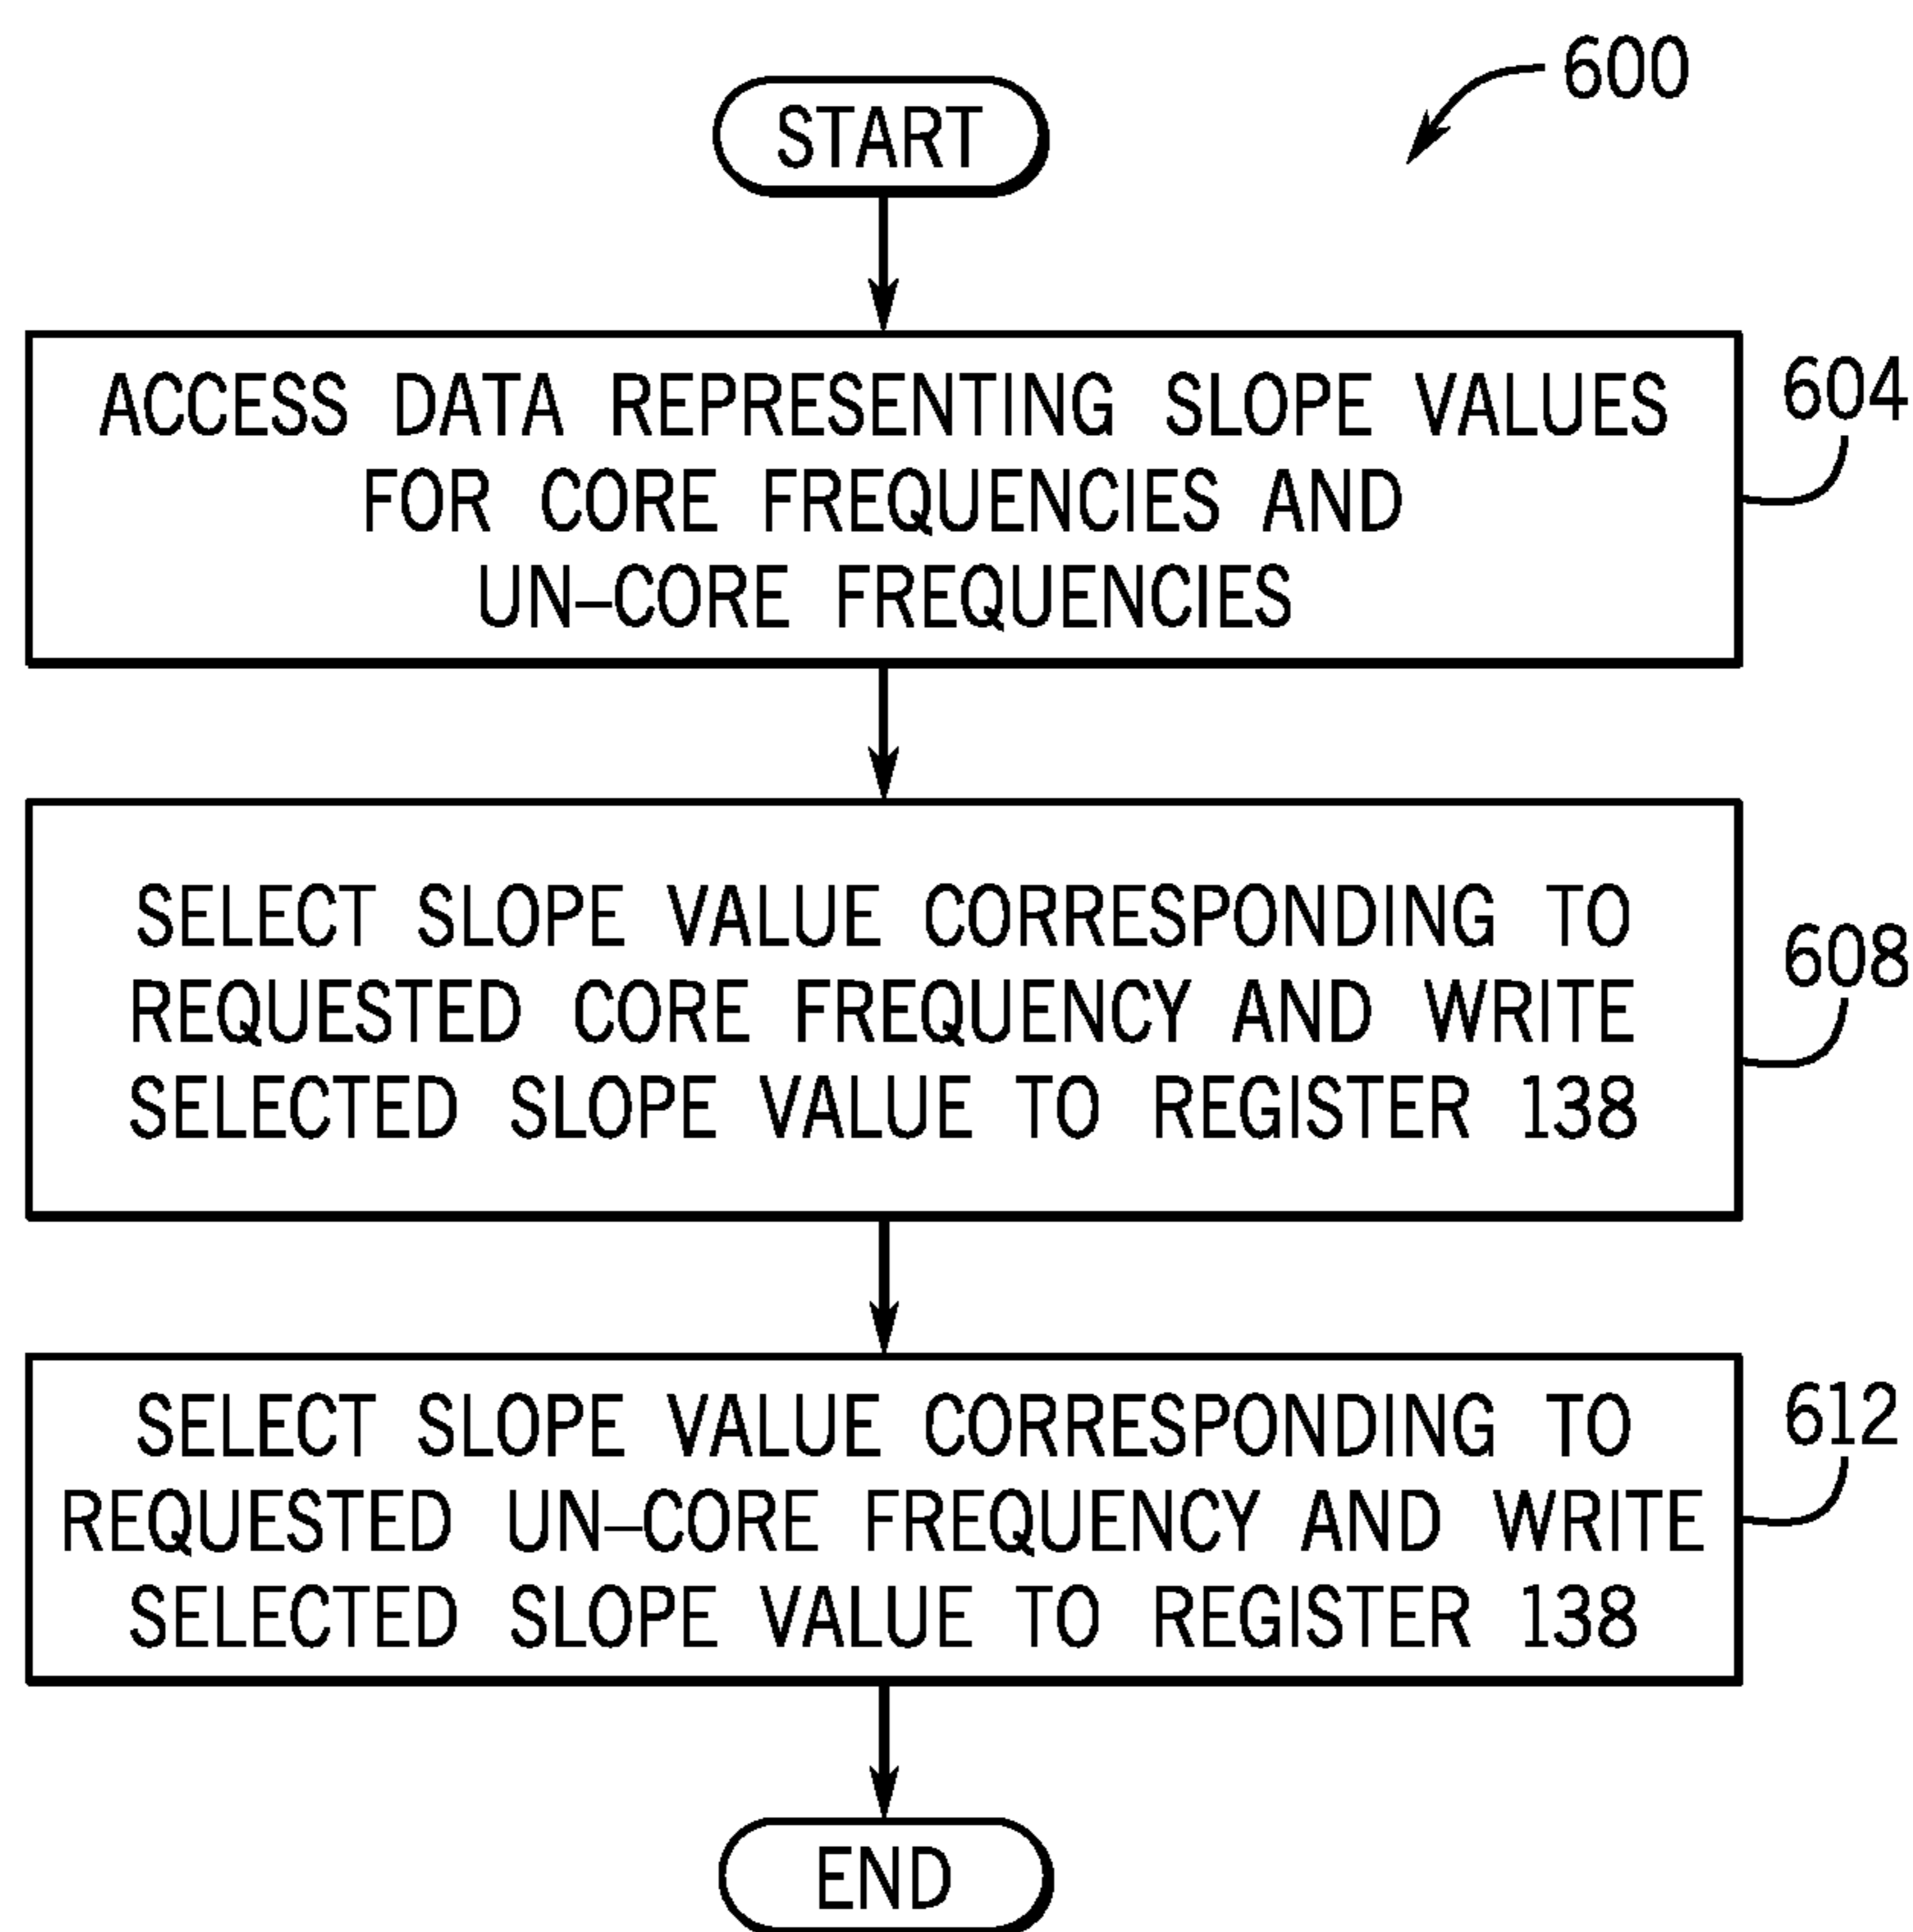 600
START
ACCESS DATA REPRESENTING SLOPE VALUES
FOR CORE FREQUENCIES AND
UN–CORE FREQUENCIES
604
SELECT SLOPE VALUE CORRESPONDING TO
REQUESTED CORE FREQUENCY AND WRITE
SELECTED SLOPE VALUE TO REGISTER 138
608
SELECT SLOPE VALUE CORRESPONDING TO
REQUESTED UN–CORE FREQUENCY AND WRITE
SELECTED SLOPE VALUE TO REGISTER 138
612
END